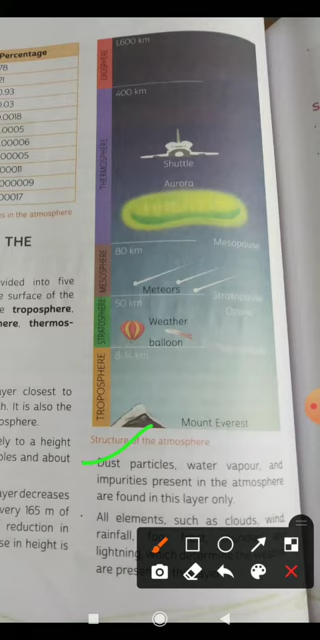 Percentage
78
21
0.93
0.03
.0018
.0005
.00006
00005
00011
000009
00017
es in the atmosphere
THE
vided into five
e surface of the
e troposphere,
here, thermos-
ayer closest to
h. It is also the
osphere.
ely to a height
oles and about
ayer decreases
very 165 m of
reduction in
se in height is
EXOSPHERE
1,600 km
400 km
THERMOSPHERE
Shuttle
Aurora
Mesopause
80 km
MESOSPHERE
Meteors
Stratopause
50 km
Ozone
STRATOSPHERE
Weather
balloon
TROPOSPHERE
Mount Everest
Structure of the atmosphere
Dust particles, water vapour, and
impurities present in the atmosphere
are found in this layer only.
All elements, such as clouds, wind
rainfall,
lightning,
are present